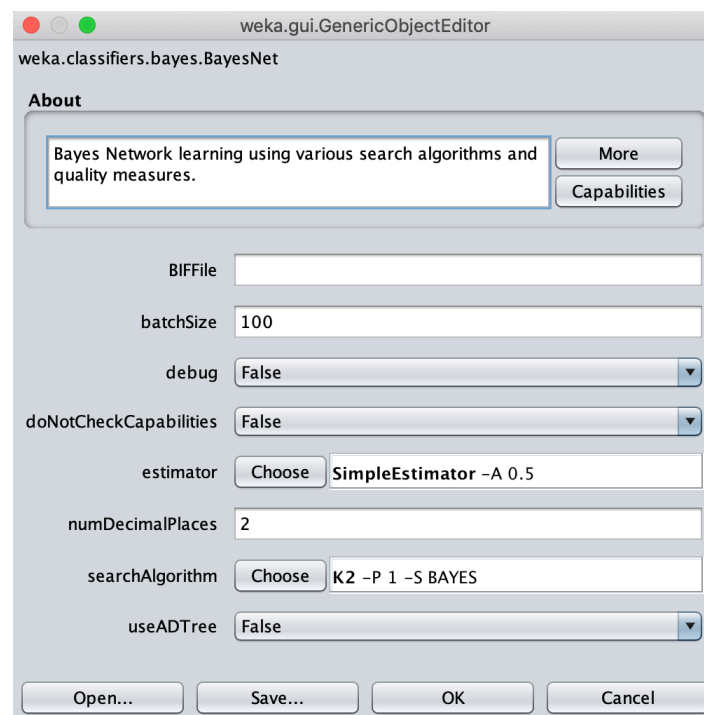 weka.gui.GenericObjectEditor
weka.classifiers.bayes.BayesNet
About
Bayes Network learning using various search algorithms and
quality measures.
More
Capabilities
BIFFile
batchSize 100
debug False
doNotCheckCapabilities False
estimator Choose SimpleEstimator -A 0.5
numDecimalPlaces 2
searchAlgorithm Choose K2 -P 1 -S BAYES
useADTree False
Open... Save... OK Cancel